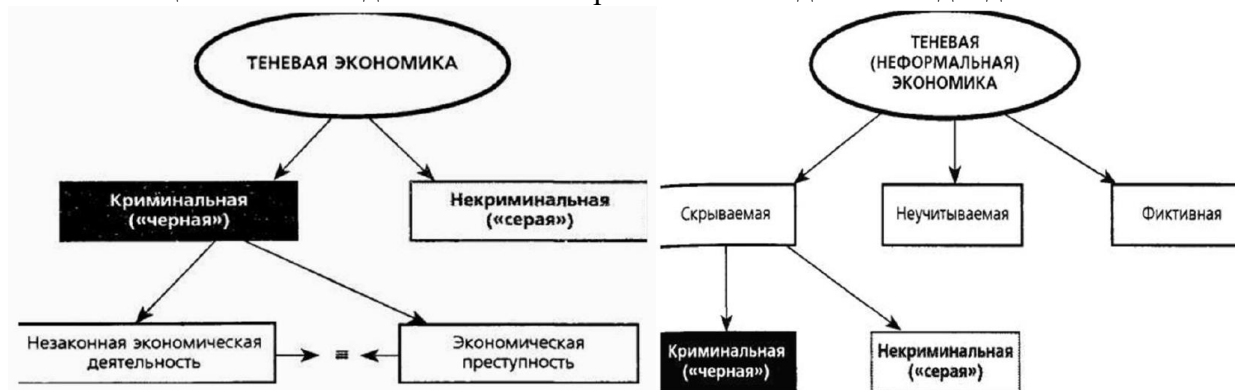 ТЕНЕВАЯ ЭКОНОМИКА
Криминальная
(«черная»)
Некриминальная
(«серая»)
Незаконная экономическая
деятельность
≡
Экономическая
преступность
ТЕНЕВАЯ
(НЕФОРМАЛЬНАЯ)
ЭКОНОМИКА
Скрываемая
Неучитываемая
Фиктивная
Криминальная
(«черная»)
Некриминальная
(«серая»)